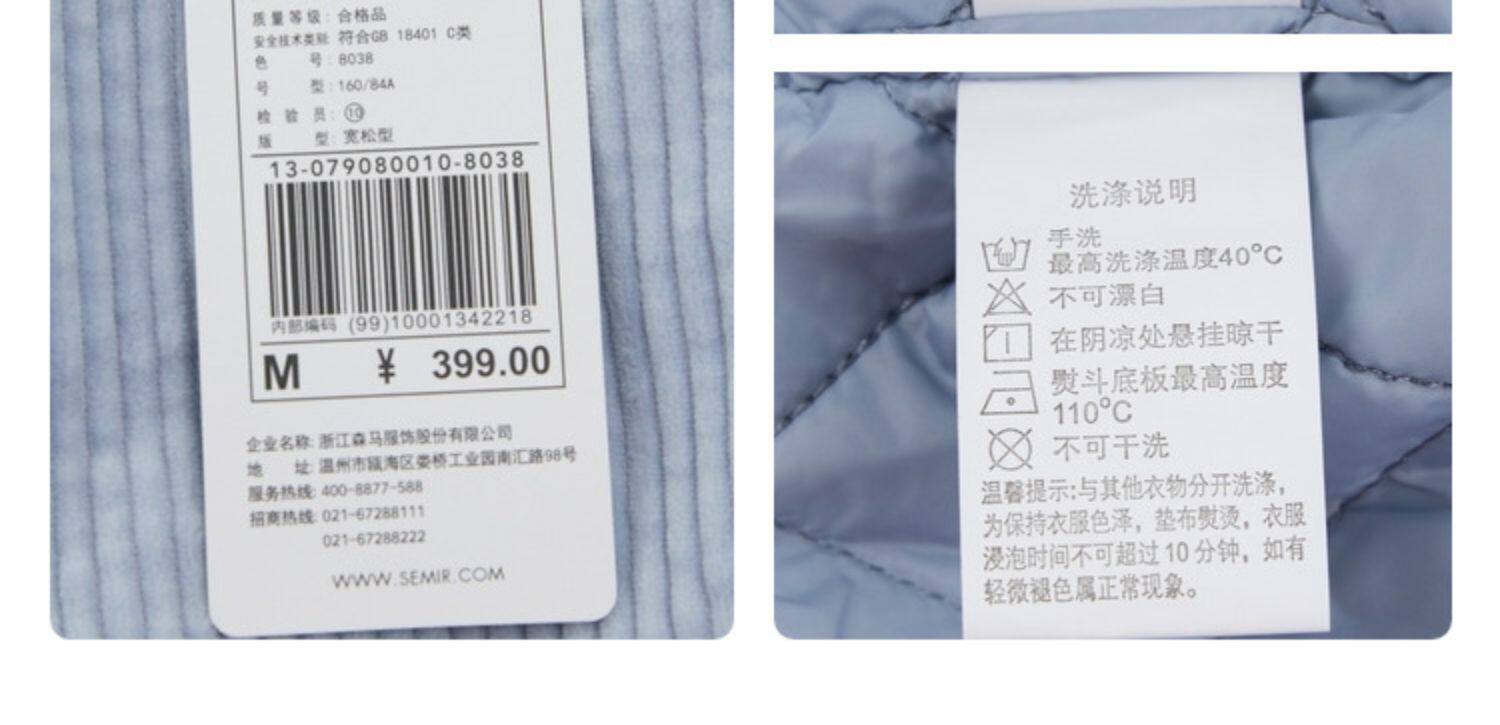 质量等级: 合格品
安全技术类别: 符合GB 18401 C类
色 号: 8038
号 型: 160/84A
检 验 员: ⑩
版 型: 宽松型
13-079080010-8038
内部编码 (99)10001342218
M ¥ 399.00
企业名称: 浙江森马服饰股份有限公司
地 址: 温州市瓯海区娄桥工业园南汇路98号
服务热线: 400-8877-588
招商热线: 021-67288111
021-67288222
WWW.SEMIR.COM
洗涤说明
手洗
最高洗涤温度40°C
不可漂白
在阴凉处悬挂晾干
熨斗底板最高温度
110°C
不可干洗
温馨提示:与其他衣物分开洗涤,
为保持衣服色泽,垫布熨烫,衣服
浸泡时间不可超过10分钟,如有
轻微褪色属正常现象。